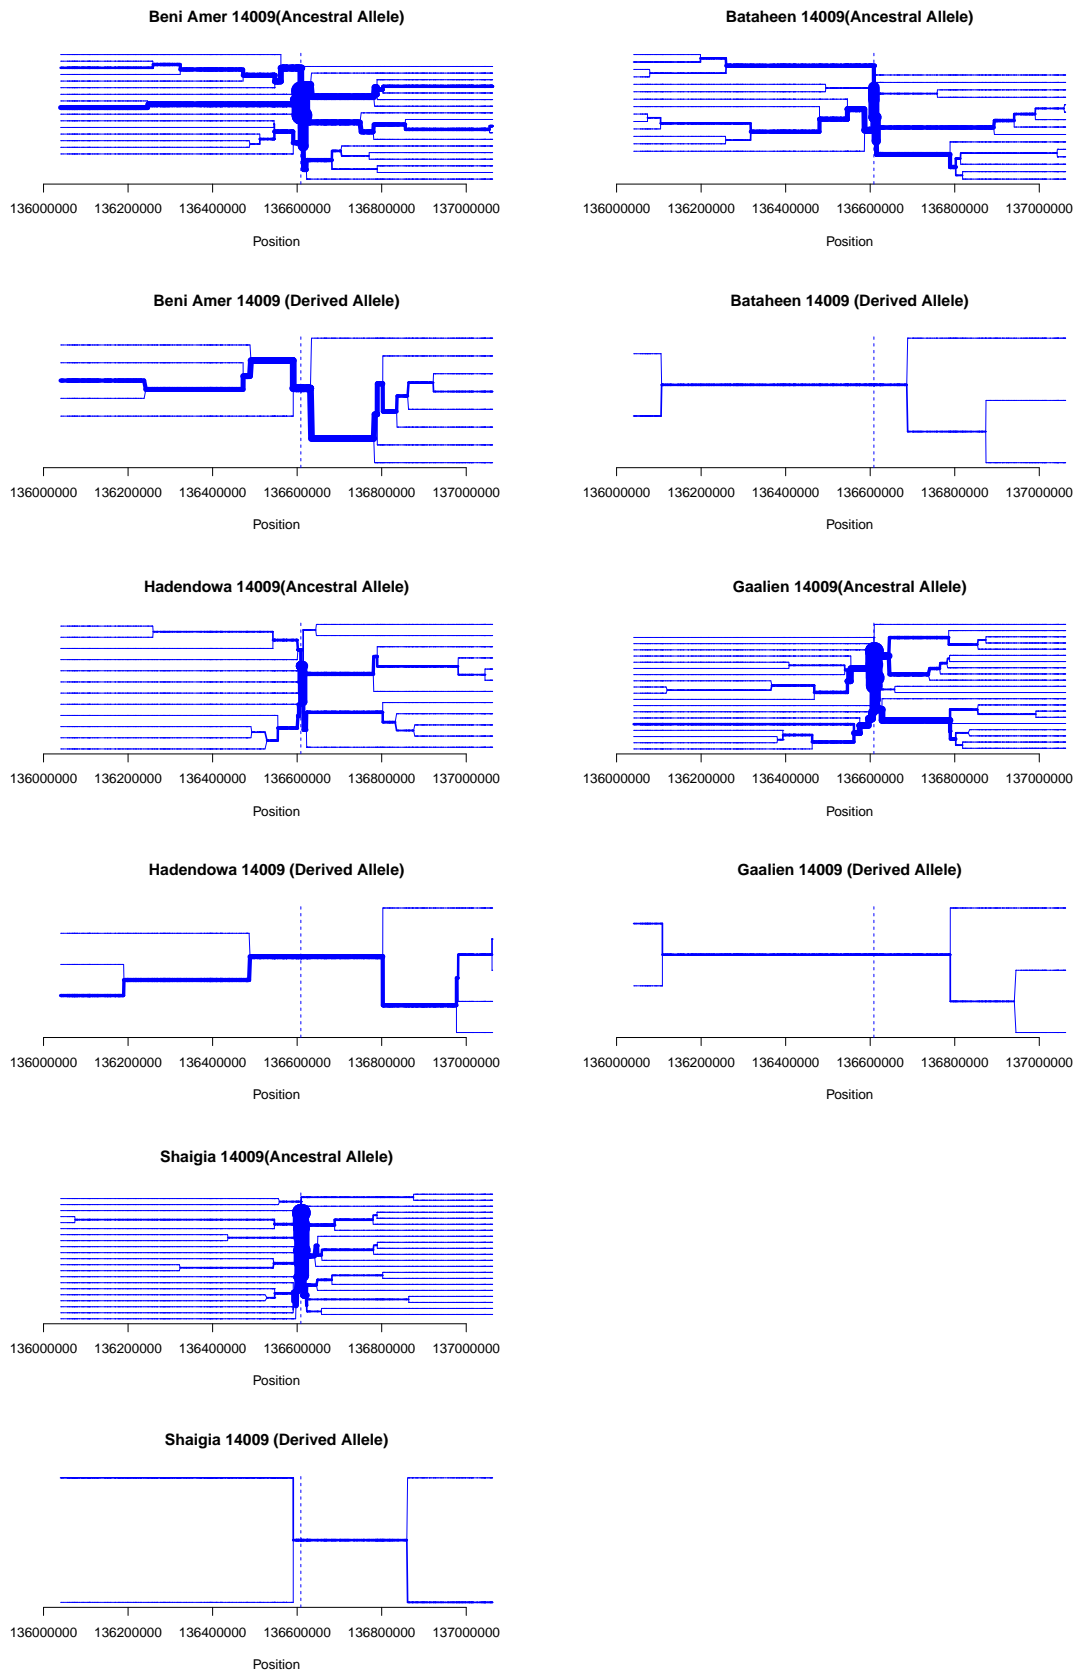 Beni Amer 14009(Ancestral Allele)
136000000 136200000 136400000 136600000 136800000 137000000
Position
Bataheen 14009(Ancestral Allele)
136000000 136200000 136400000 136600000 136800000 137000000
Position
Beni Amer 14009 (Derived Allele)
136000000 136200000 136400000 136600000 136800000 137000000
Position
Bataheen 14009 (Derived Allele)
136000000 136200000 136400000 136600000 136800000 137000000
Position
Hadendowa 14009(Ancestral Allele)
136000000 136200000 136400000 136600000 136800000 137000000
Position
Gaalien 14009(Ancestral Allele)
136000000 136200000 136400000 136600000 136800000 137000000
Position
Hadendowa 14009 (Derived Allele)
136000000 136200000 136400000 136600000 136800000 137000000
Position
Gaalien 14009 (Derived Allele)
136000000 136200000 136400000 136600000 136800000 137000000
Position
Shaigia 14009(Ancestral Allele)
136000000 136200000 136400000 136600000 136800000 137000000
Position
Shaigia 14009 (Derived Allele)
136000000 136200000 136400000 136600000 136800000 137000000
Position